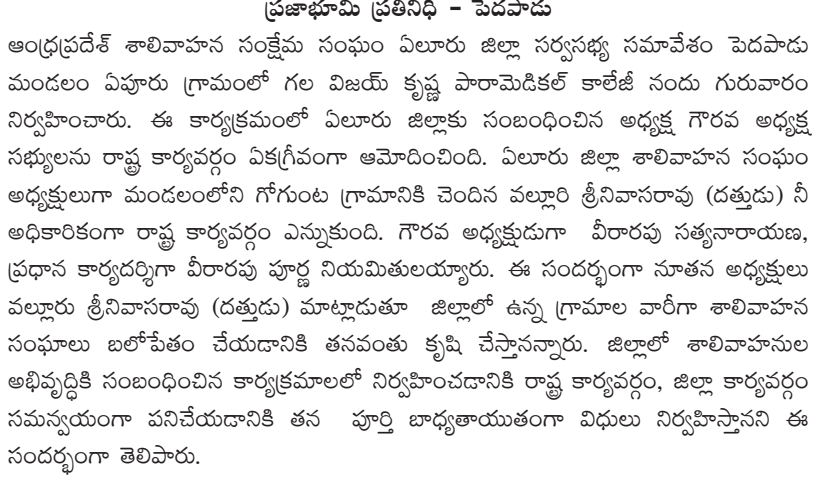 ప్రజాభూమి ప్రతినిధి - పెదపాడు
ఆంధ్రప్రదేశ్ శాలివాహన సంక్షేమ సంఘం ఏలూరు జిల్లా సర్వసభ్య సమావేశం పెదపాడు
మండలం ఏపూరు గ్రామంలో గల విజయ్ కృష్ణ పారామెడికల్ కాలేజీ నందు గురువారం
నిర్వహించారు. ఈ కార్యక్రమంలో ఏలూరు జిల్లాకు సంబంధించిన అధ్యక్ష గౌరవ అధ్యక్ష
సభ్యులను రాష్ట్ర కార్యవర్గం ఏకగ్రీవంగా ఆమోదించింది. ఏలూరు జిల్లా శాలివాహన సంఘం
అధ్యక్షులుగా మండలంలోని గోగుంట గ్రామానికి చెందిన వల్లూరి శ్రీనివాసరావు (దత్తుడు) నీ
అధికారికంగా రాష్ట్ర కార్యవర్గం ఎన్నుకుంది. గౌరవ అధ్యక్షుడుగా వీరారపు సత్యనారాయణ,
ప్రధాన కార్యదర్శిగా వీరారపు పూర్ణ నియమితులయ్యారు. ఈ సందర్భంగా నూతన అధ్యక్షులు
వల్లూరు శ్రీనివాసరావు (దత్తుడు) మాట్లాడుతూ జిల్లాలో ఉన్న గ్రామాల వారీగా శాలివాహన
సంఘాలు బలోపేతం చేయడానికి తనవంతు కృషి చేస్తానన్నారు. జిల్లాలో శాలివాహనుల
అభివృద్ధికి సంబంధించిన కార్యక్రమాలలో నిర్వహించడానికి రాష్ట్ర కార్యవర్గం, జిల్లా కార్యవర్గం
సమన్వయంగా పనిచేయడానికి తన పూర్తి బాధ్యతాయుతంగా విధులు నిర్వహిస్తానని ఈ
సందర్భంగా తెలిపారు.